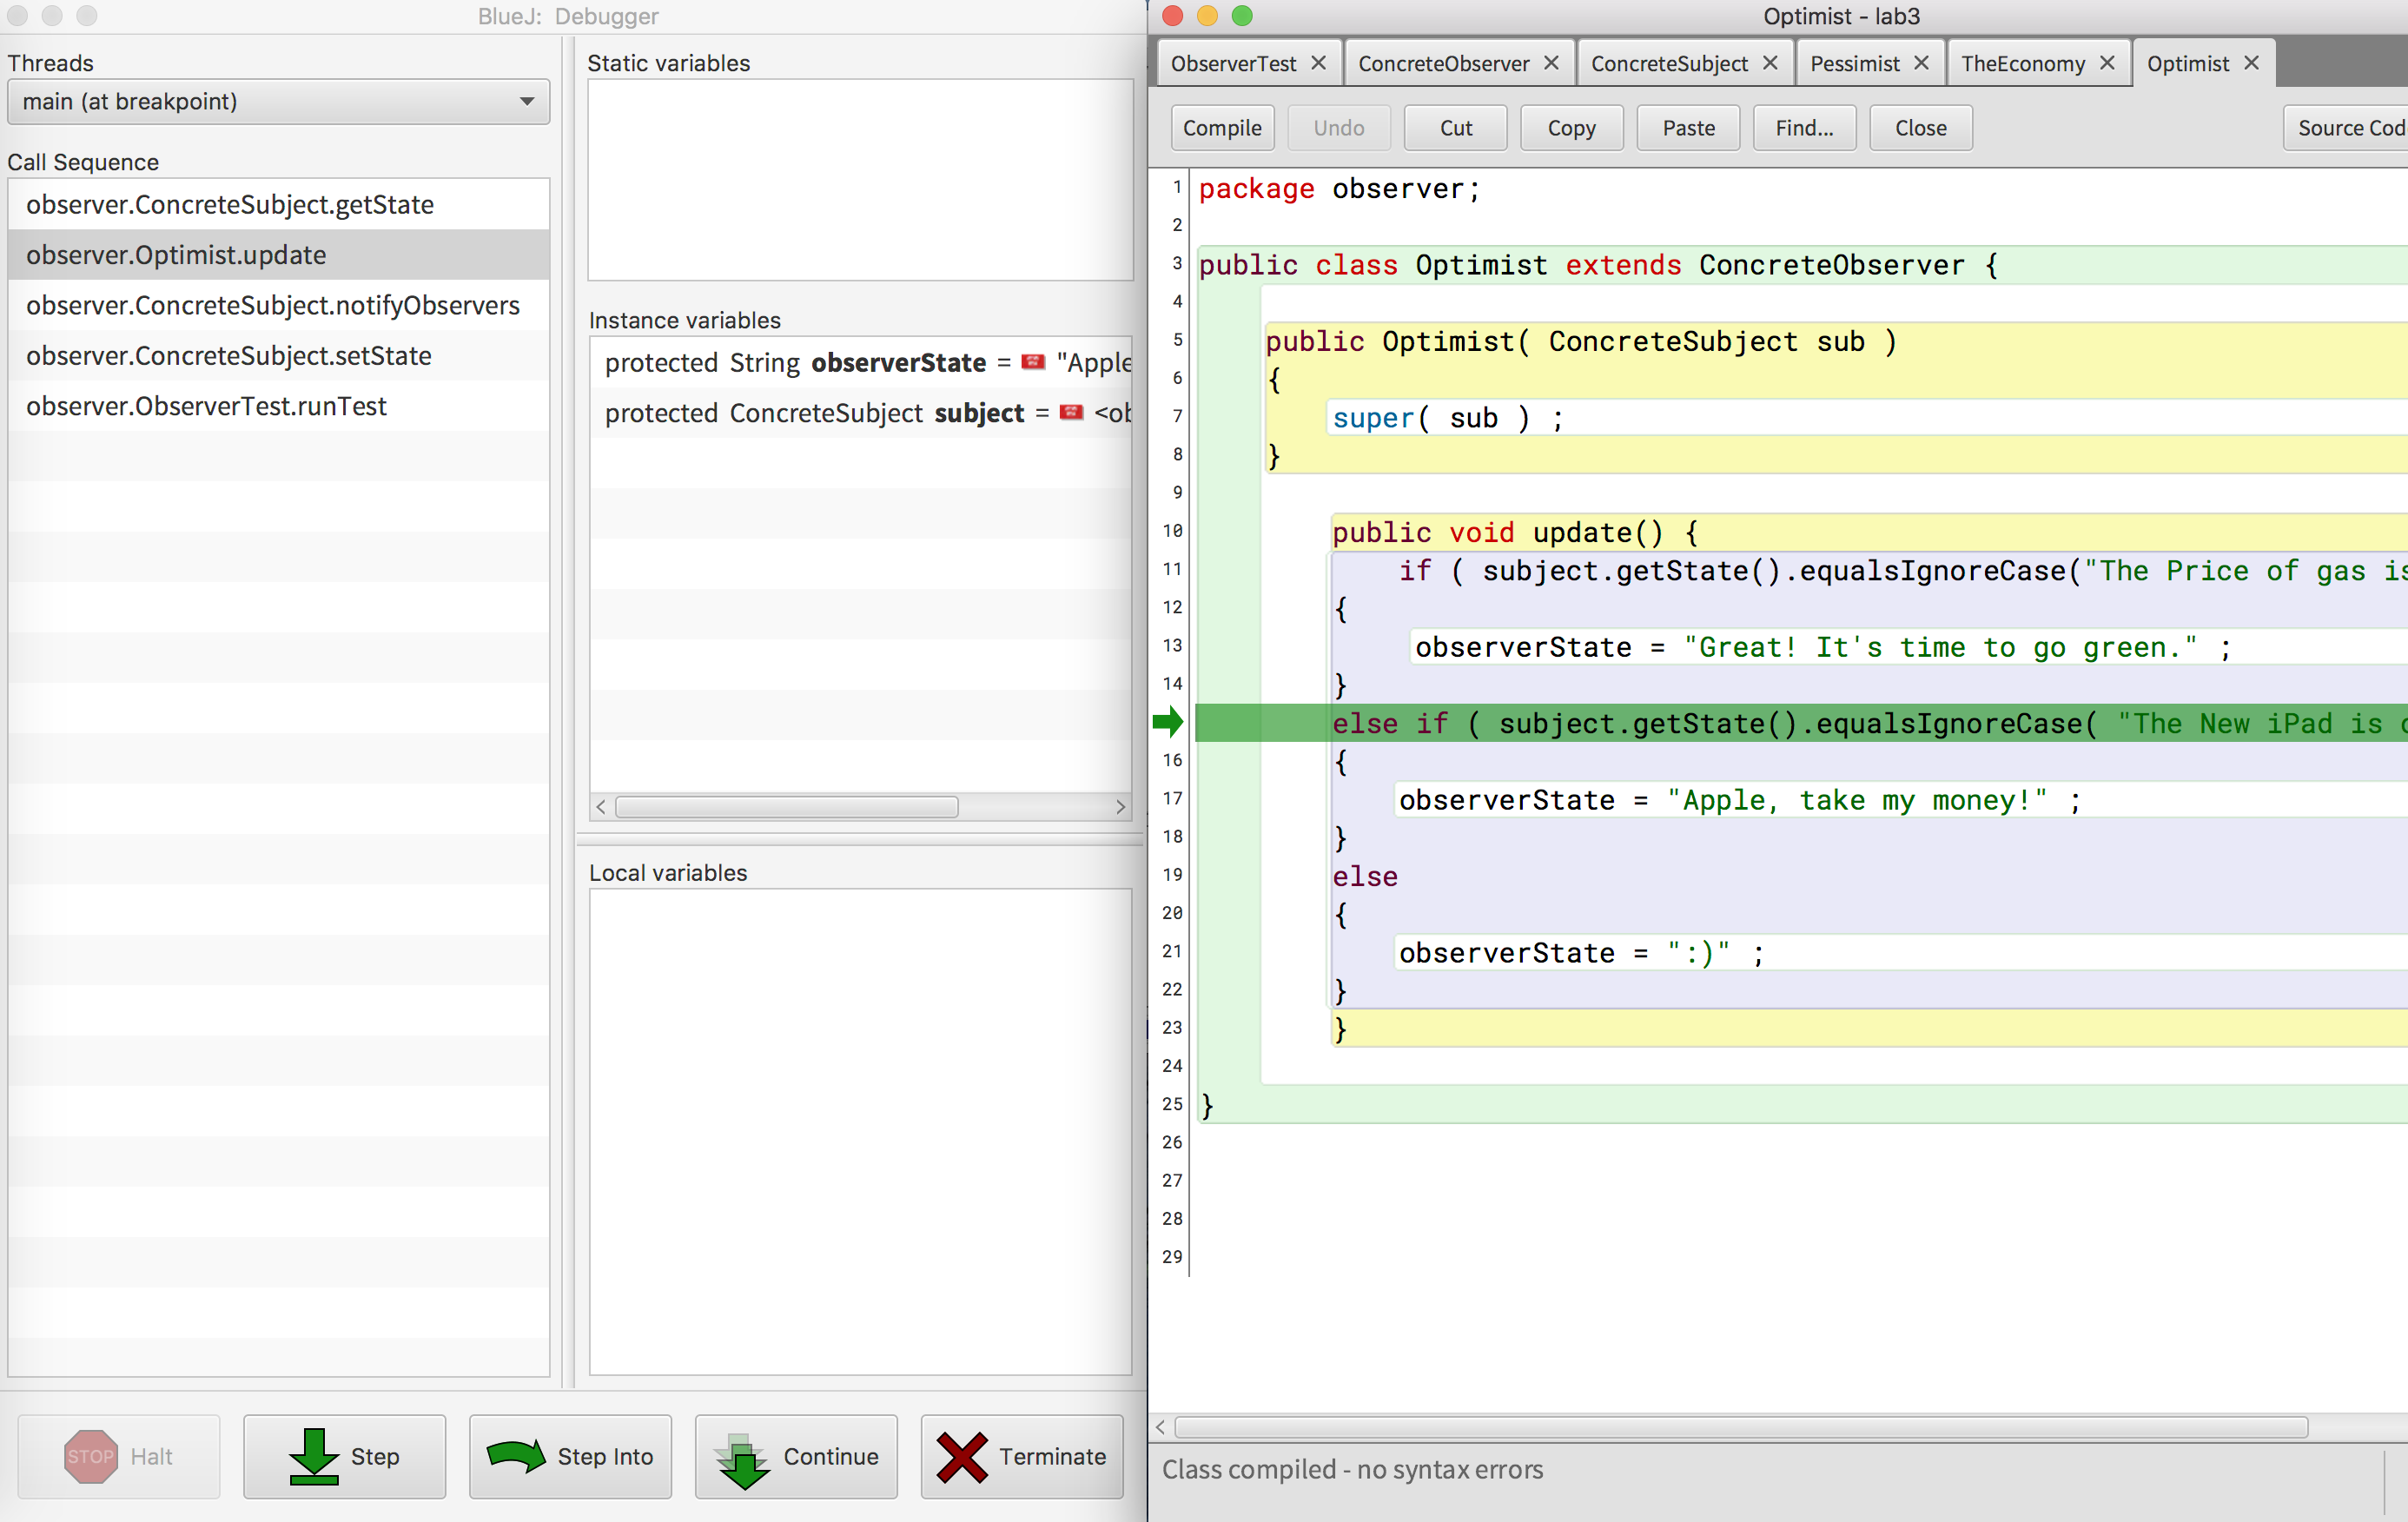 BlueJ: Debugger
Threads
main (at breakpoint)
Call Sequence
observer.ConcreteSubject.getState
observer.Optimist.update
observer.ConcreteSubject.notifyObservers
observer.ConcreteSubject.setState
observer.ObserverTest.runTest
Static variables
Instance variables
protected String observerState = "Apple
protected ConcreteSubject subject = <ob
Local variables
STOP Halt
Step
Step Into
Continue
Terminate
Optimist - lab3
ObserverTest
ConcreteObserver
ConcreteSubject
Pessimist
TheEconomy
Optimist
Compile
Undo
Cut
Copy
Paste
Find...
Close
Source Cod
1 package observer;
2
3 public class Optimist extends ConcreteObserver {
4
5 public Optimist( ConcreteSubject sub )
6 {
7 super( sub ) ;
8 }
9
10 public void update() {
11 if ( subject.getState().equalsIgnoreCase("The Price of gas is
12 {
13 observerState = "Great! It's time to go green." ;
14 }
else if ( subject.getState().equalsIgnoreCase( "The New iPad is
16 {
17 observerState = "Apple, take my money!" ;
18 }
19 else
20 {
21 observerState = ":)" ;
22 }
23 }
24
25 }
26
27
28
29
Class compiled - no syntax errors